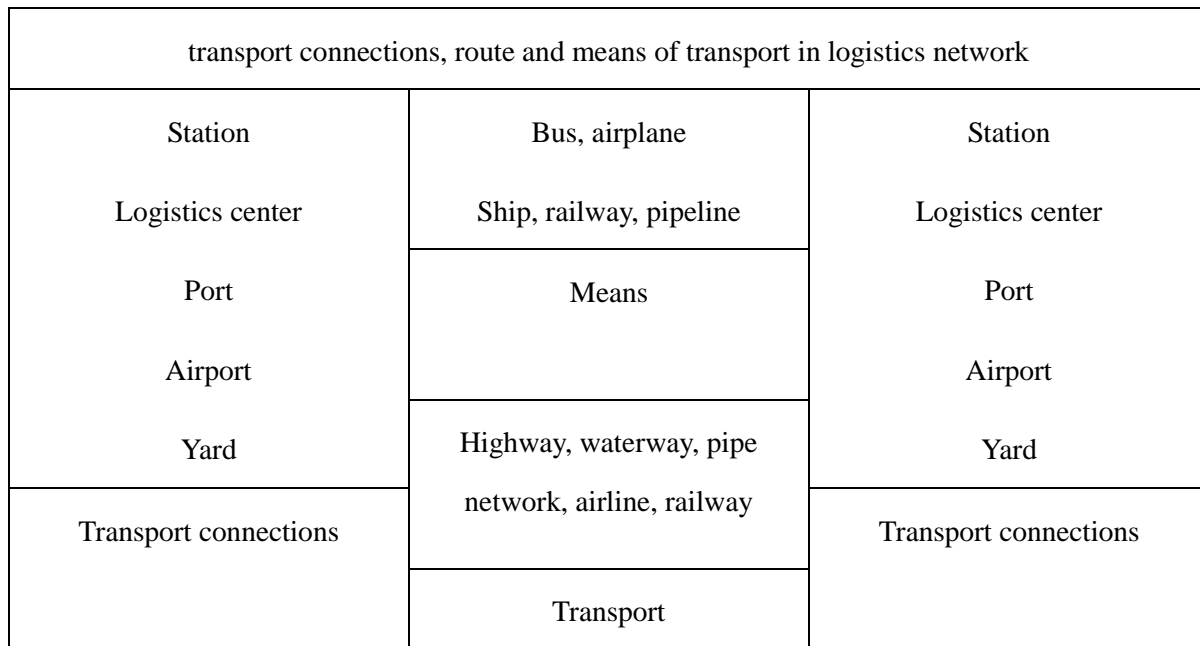 transport connections, route and means of transport in logistics network
Station
Logistics center
Port
Airport
Yard
Transport connections
Bus, airplane
Ship, railway, pipeline
Means
Highway, waterway, pipe
network, airline, railway
Transport
Station
Logistics center
Port
Airport
Yard
Transport connections